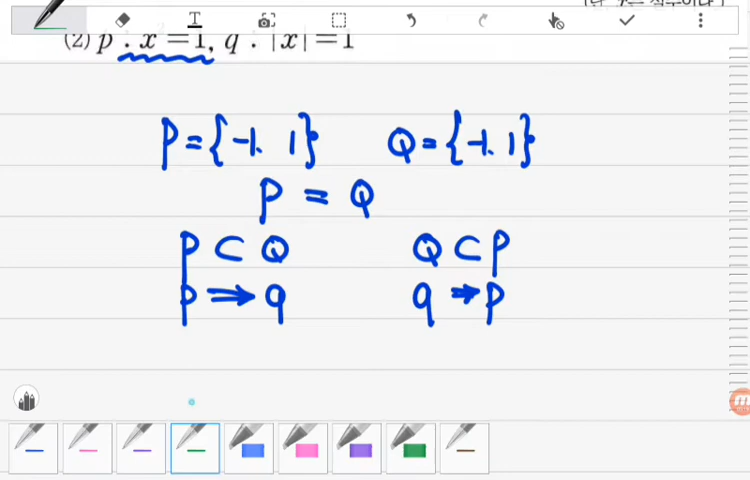 (2) p : x = 1, q : |x| = 1
P = {-1, 1} Q = {-1, 1}
P = Q
P ⊂ Q Q ⊂ P
p ⇒ q q ⇒ p